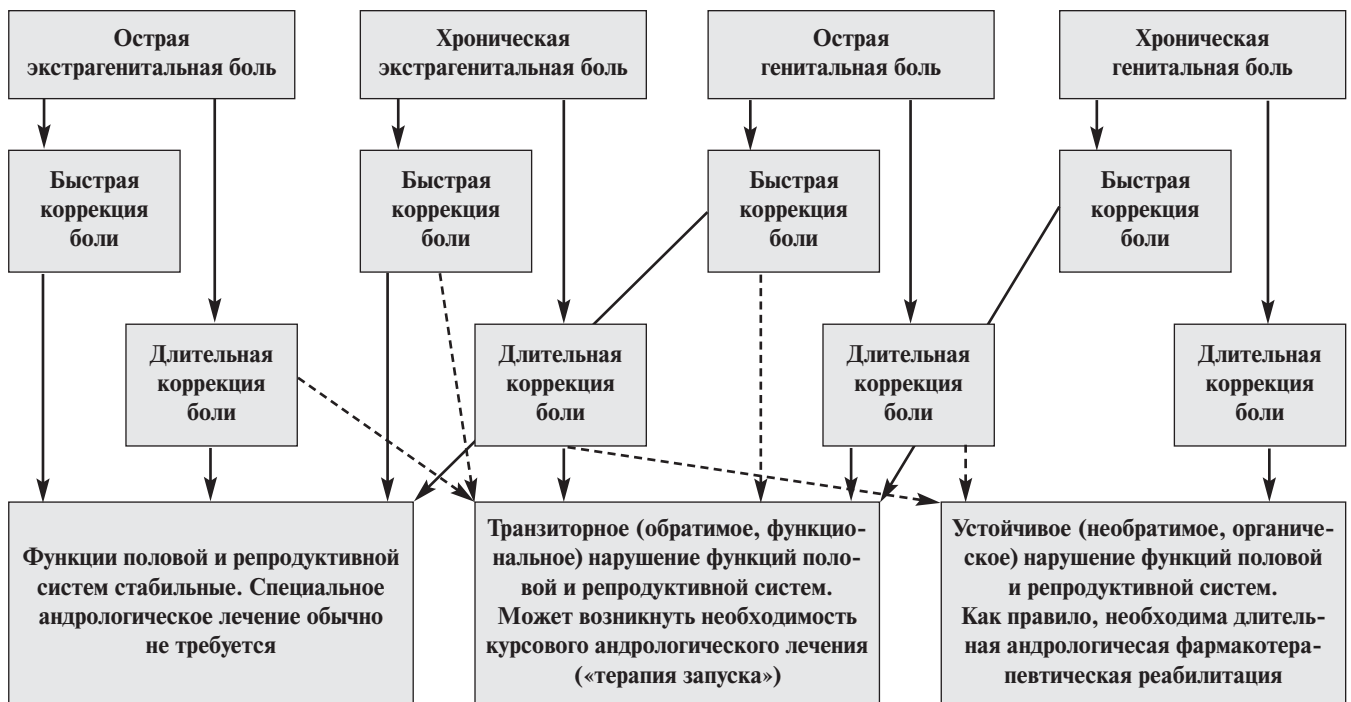 Острая
экстрагенитальная боль
Хроническая
экстрагенитальная боль
Острая
генитальная боль
Хроническая
генитальная боль
Быстрая
коррекция
боли
Быстрая
коррекция
боли
Быстрая
коррекция
боли
Быстрая
коррекция
боли
Длительная
коррекция
боли
Длительная
коррекция
боли
Длительная
коррекция
боли
Длительная
коррекция
боли
Функции половой и репродуктивной
систем стабильные. Специальное
андрологическое лечение обычно
не требуется
Транзиторное (обратимое, функцио-
нальное) нарушение функций поло-
вой и репродуктивной систем.
Может возникнуть необходимость
курсового андрологического лечения
(«терапия запуска»)
Устойчивое (необратимое, органиче-
ское) нарушение функций половой
и репродуктивной систем.
Как правило, необходима длитель-
ная андрологичеса фармакотера-
певтическая реабилитация